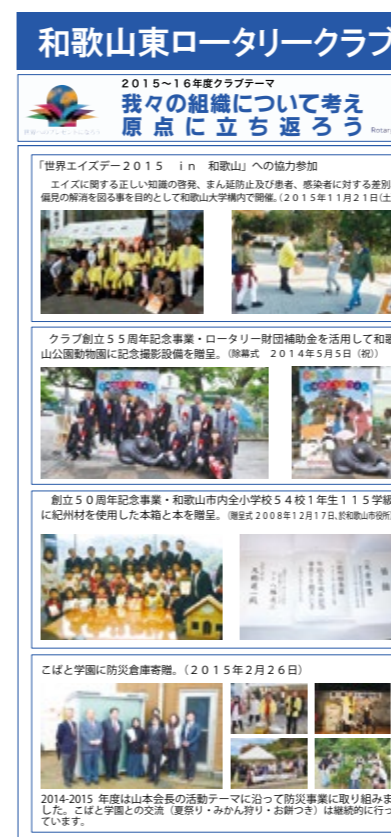 和歌山東ロータリークラブ
2015～16年度クラブテーマ
我々の組織について考え
原点に立ち返ろう
Rotar
「世界エイズデー2015 in 和歌山」への協力参加
エイズに関する正しい知識の啓発、まん延防止及び患者、感染者に対する差別
偏見の解消を図る事を目的として和歌山大学構内で開催。(2015年11月21日(土
クラブ創立55周年記念事業・ロータリー財団補助金を活用して和歌
山公園動物園に記念撮影設備を贈呈。(除幕式 2014年5月5日(祝))
創立50周年記念事業・和歌山市内全小学校54校1年生115学級
に紀州材を使用した本箱と本を贈呈。(贈呈式2008年12月17日、於和歌山市役所
こばと学園に防災倉庫寄贈。(2015年2月26日)
2014-2015 年度は山本会長の活動テーマに沿って防災事業に取り組みま
した。こばと学園との交流(夏祭り・みかん狩り・お餅つき)は継続的に行っ
ています。